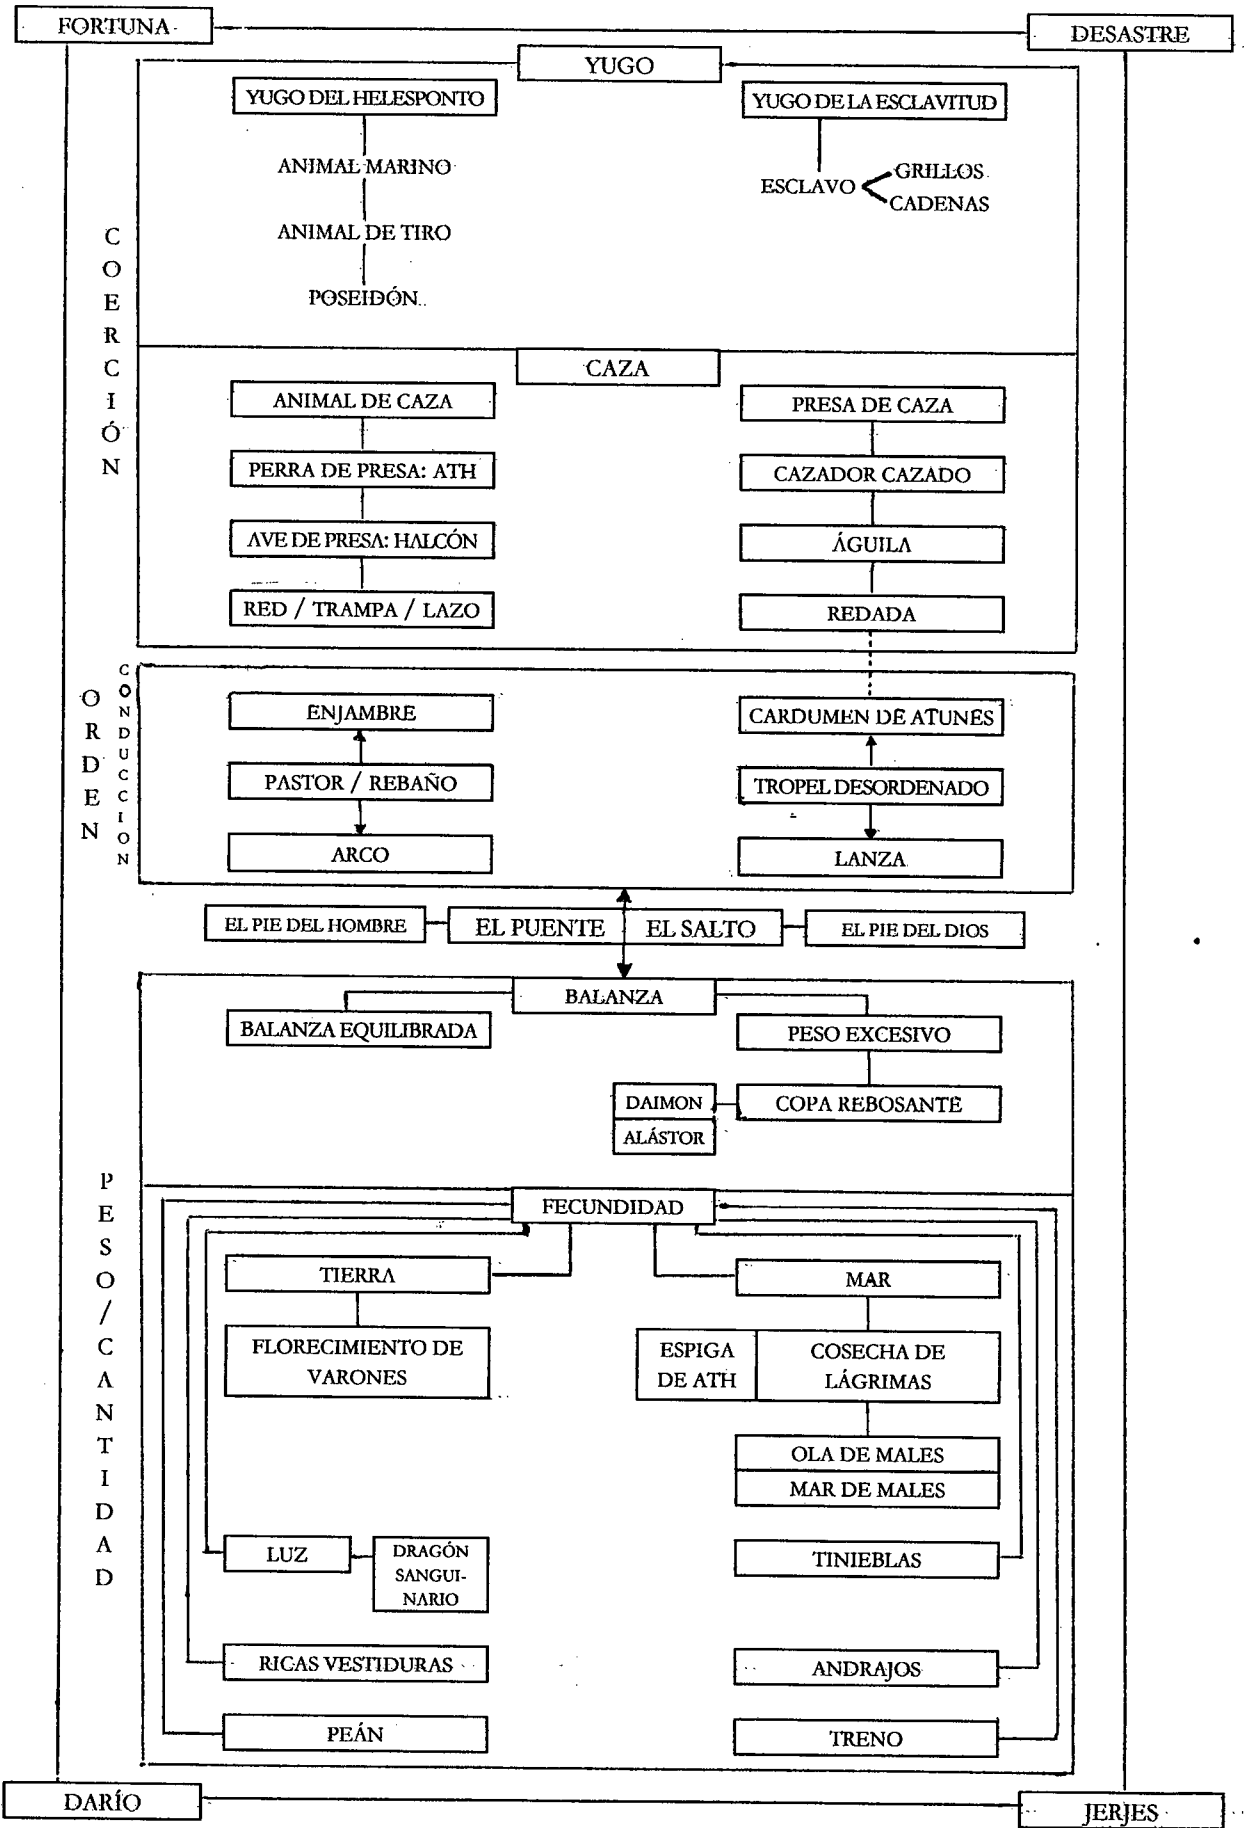 FORTUNA
DESASTRE
YUGO
YUGO DEL HELESPONTO
YUGO DE LA ESCLAVITUD
ANIMAL MARINO
ESCLAVO
GRILLOS
CADENAS
ANIMAL DE TIRO
POSEIDÓN
COERCIÓN
CAZA
ANIMAL DE CAZA
PRESA DE CAZA
PERRA DE PRESA: ATH
CAZADOR CAZADO
AVE DE PRESA: HALCÓN
ÁGUILA
RED / TRAMPA / LAZO
REDADA
ORDEN
CONDUCCCION
ENJAMBRE
CARDUMEN DE ATUNES
PASTOR / REBAÑO
TROPEL DESORDENADO
ARCO
LANZA
EL PIE DEL HOMBRE
EL PUENTE
EL SALTO
EL PIE DEL DIOS
BALANZA
BALANZA EQUILIBRADA
PESO EXCESIVO
DAIMON
COPA REBOSANTE
ALÁSTOR
PESO/CANTIDAD
FECUNDIDAD
TIERRA
MAR
FLORECIMIENTO DE
VARONES
ESPIGA
DE ATH
COSECHA DE
LÁGRIMAS
OLA DE MALES
MAR DE MALES
LUZ
DRAGÓN
SANGUI-
NARIO
TINIEBLAS
RICAS VESTIDURAS
ANDRAJOS
PEÁN
TRENO
DARÍO
JERJES